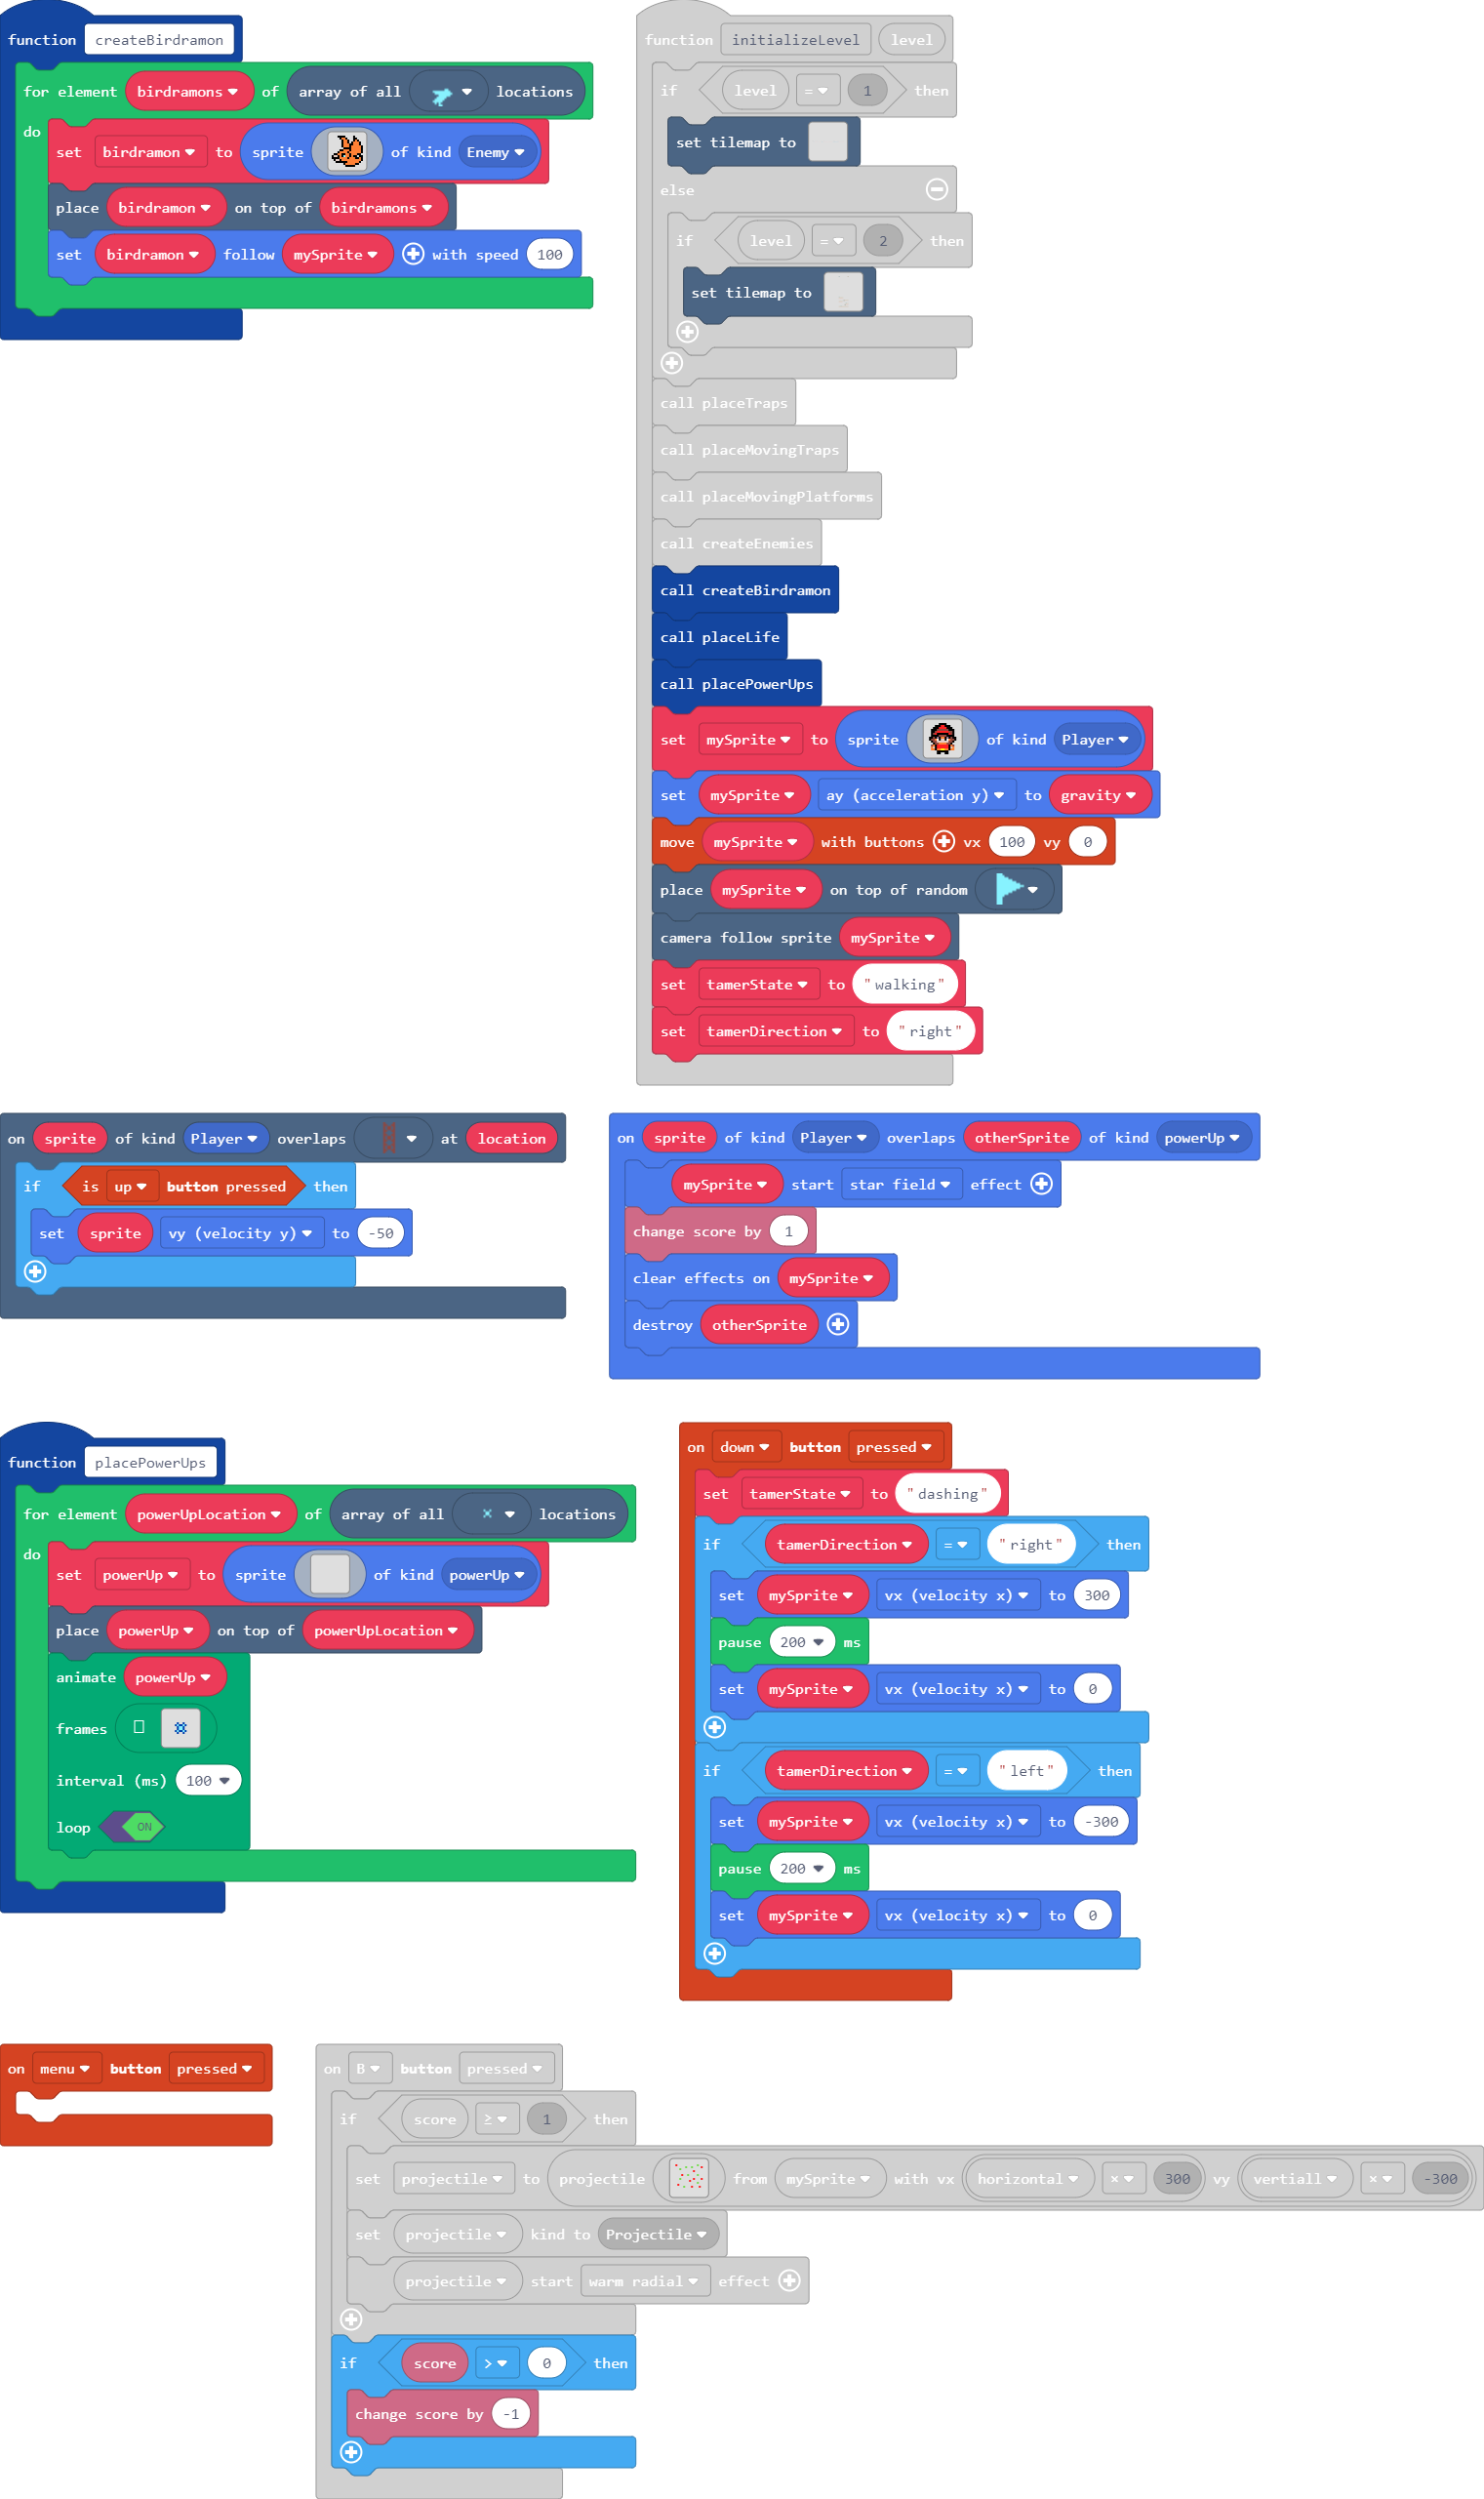 function createBirdramon
for element birdramons of array of all locations
do
set birdramon to sprite of kind Enemy
place birdramon on top of birdramons
set birdramon follow mySprite with speed 100
function initializeLevel level
if level = 1 then
set tilemap to
else
if level = 2 then
set tilemap to
call placeTraps
call placeMovingTraps
call placeMovingPlatforms
call createEnemies
call createBirdramon
call placeLife
call placePowerUps
set mySprite to sprite of kind Player
set mySprite ay (acceleration y) to gravity
move mySprite with buttons vx 100 vy 0
place mySprite on top of random
camera follow sprite mySprite
set tamerState to "walking"
set tamerDirection to "right"
on sprite of kind Player overlaps at location
if is up button pressed then
set sprite vy (velocity y) to -50
on sprite of kind Player overlaps otherSprite of kind powerUp
mySprite start star field effect
change score by 1
clear effects on mySprite
destroy otherSprite
function placePowerUps
for element powerUpLocation of array of all locations
do
set powerUp to sprite of kind powerUp
place powerUp on top of powerUpLocation
animate powerUp
frames
interval (ms) 100
loop ON
on down button pressed
set tamerState to "dashing"
if tamerDirection = "right" then
set mySprite vx (velocity x) to 300
pause 200 ms
set mySprite vx (velocity x) to 0
if tamerDirection = "left" then
set mySprite vx (velocity x) to -300
pause 200 ms
set mySprite vx (velocity x) to 0
on menu button pressed
on B button pressed
if score ≥ 1 then
set projectile to projectile from mySprite with vx horizontal × 300 vy vertiall × -300
set projectile kind to Projectile
projectile start warm radial effect
if score > 0 then
change score by -1